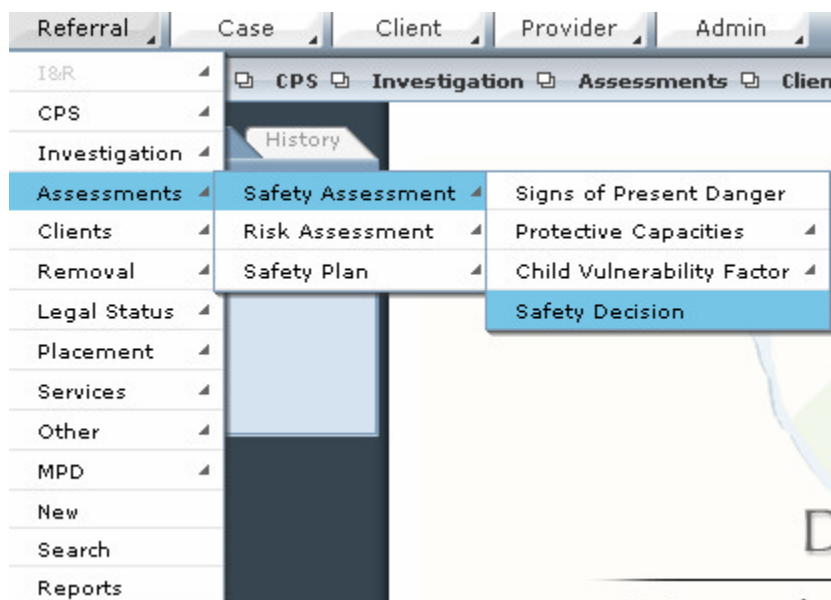 Referral Case Client Provider Admin
I&R
CPS Investigation Assessments Clien
CPS
History
Investigation
Assessments Safety Assessment Signs of Present Danger
Clients Risk Assessment Protective Capacities
Removal Safety Plan Child Vulnerability Factor
Legal Status Safety Decision
Placement
Services
Other
MPD
New
D
Search
Reports